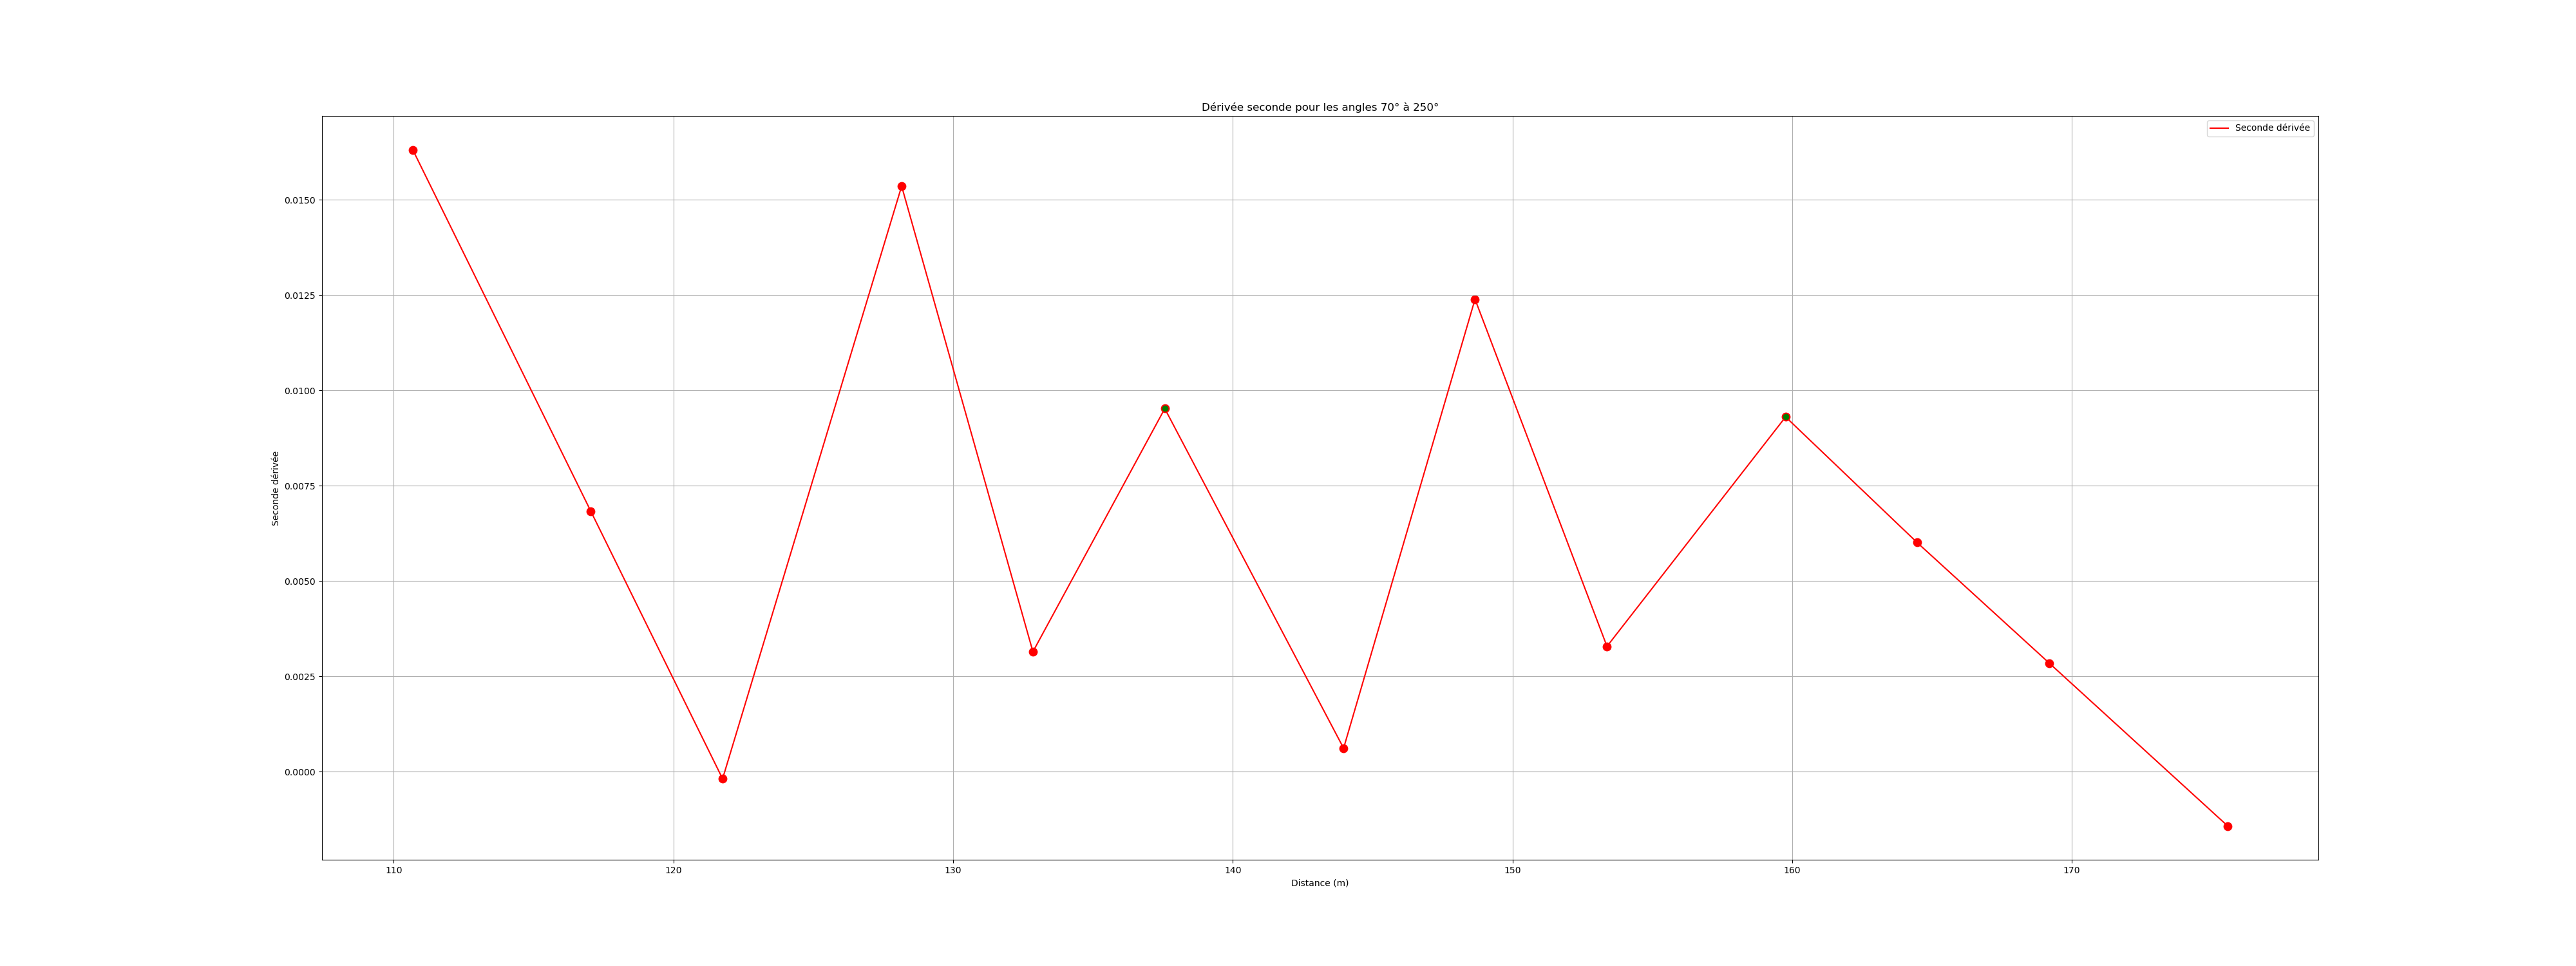 Dérivée seconde pour les angles 70° à 250°
Seconde dérivée
0.0150
0.0125
0.0100
0.0075
0.0050
0.0025
0.0000
Seconde dérivée
110 120 130 140 150 160 170
Distance (m)